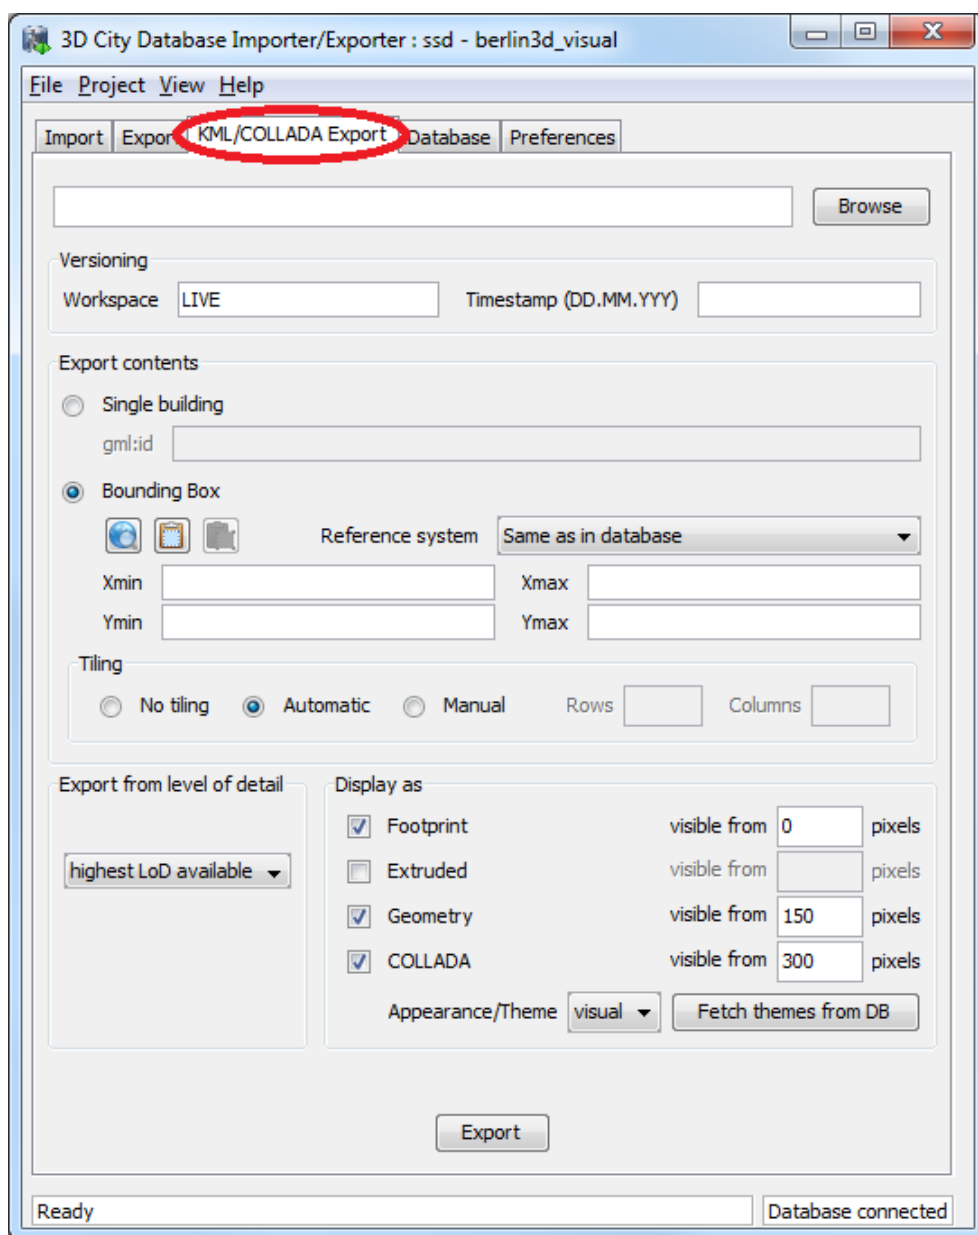 3D City Database Importer/Exporter : ssd - berlin3d_visual
File Project View Help
Import Export KML/COLLADA Export Database Preferences
Browse
Versioning
Workspace LIVE Timestamp (DD.MM.YYY)
Export contents
Single building
gml:id
Bounding Box
Reference system Same as in database
Xmin Xmax
Ymin Ymax
Tiling
No tiling Automatic Manual Rows Columns
Export from level of detail Display as
Footprint visible from 0 pixels
highest LoD available Extruded visible from pixels
Geometry visible from 150 pixels
COLLADA visible from 300 pixels
Appearance/Theme visual Fetch themes from DB
Export
Ready Database connected